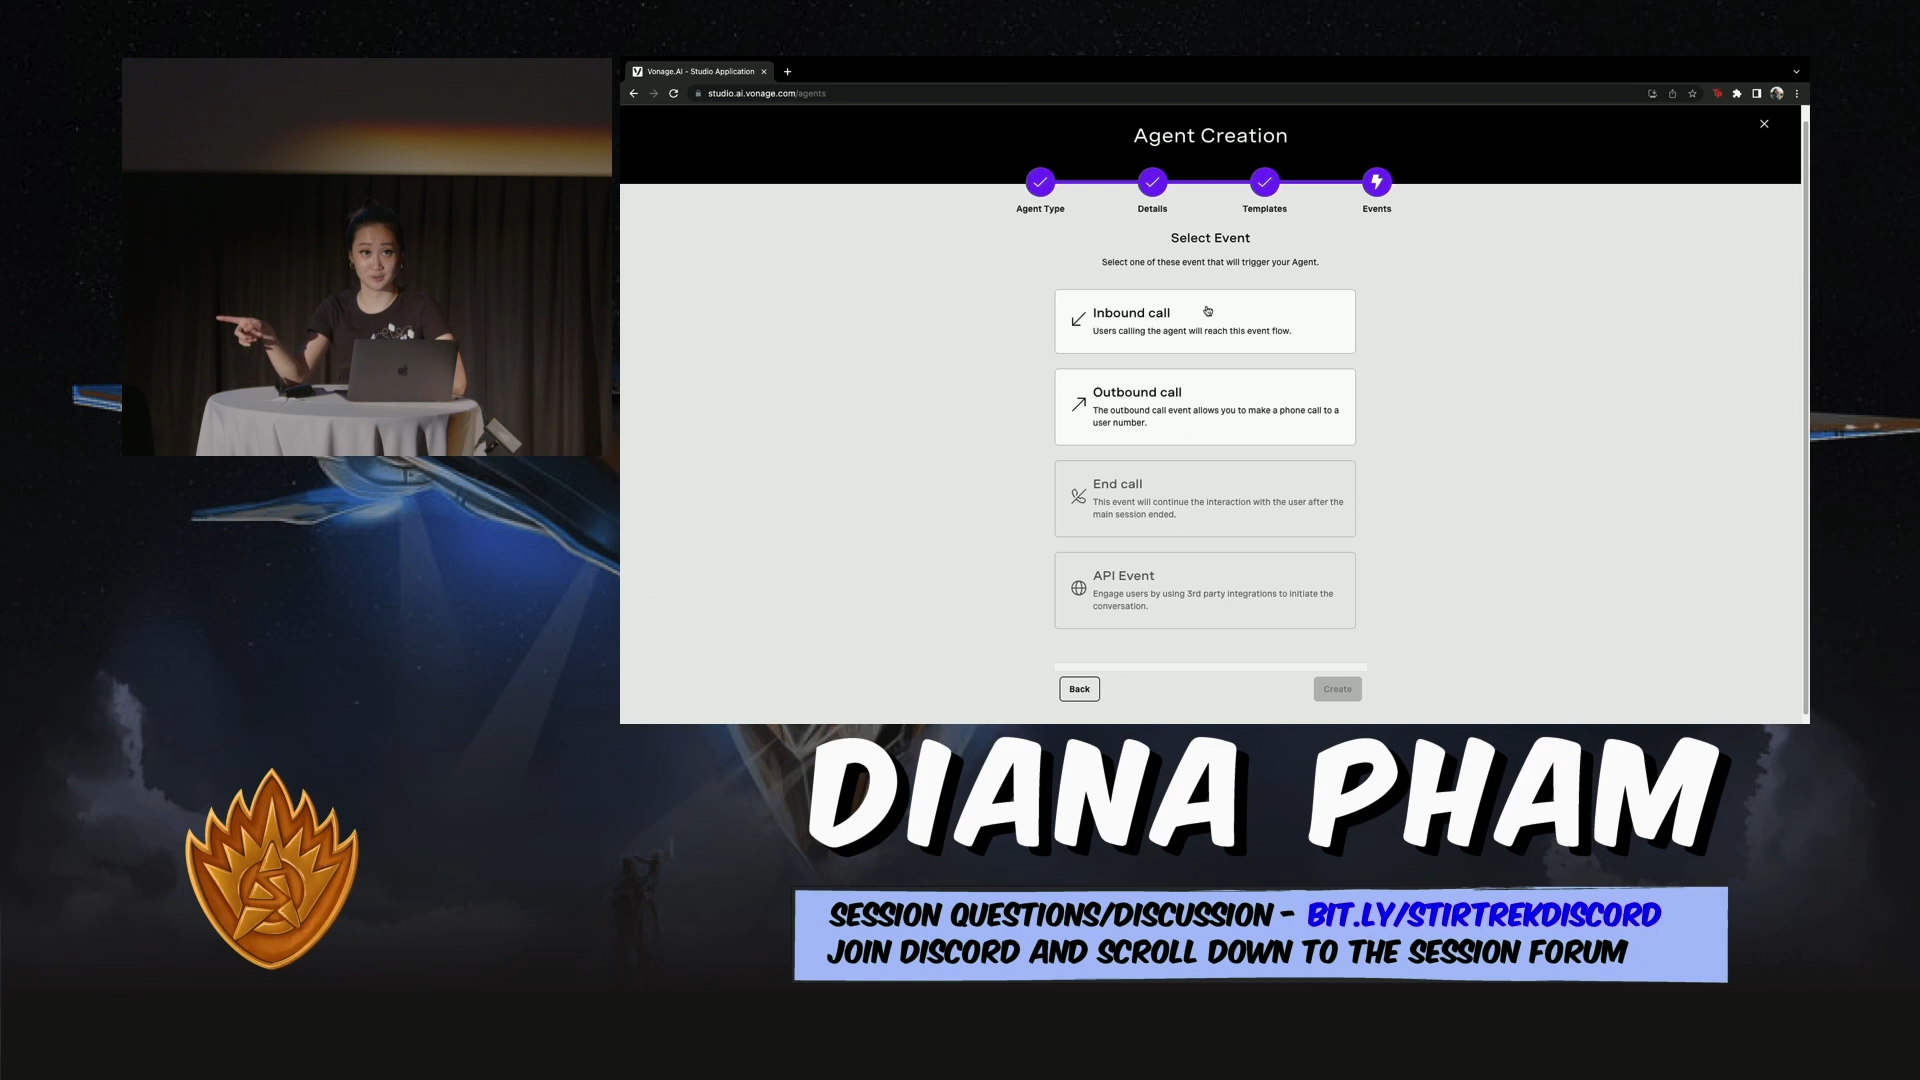 Vonage.AI - Studio Application
studio.ai.vonage.com/agents
Agent Creation
Agent Type
Details
Templates
Events
Select Event
Select one of these event that will trigger your Agent.
Inbound call
Users calling the agent will reach this event flow.
Outbound call
The outbound call event allows you to make a phone call to a
user number.
End call
This event will continue the interaction with the user after the
main session ended.
API Event
Engage users by using 3rd party integrations to initiate the
conversation.
Back
Create
DIANA PHAM
SESSION QUESTIONS/DISCUSSION - BIT.LY/STIRTREKDISCORD
JOIN DISCORD AND SCROLL DOWN TO THE SESSION FORUM